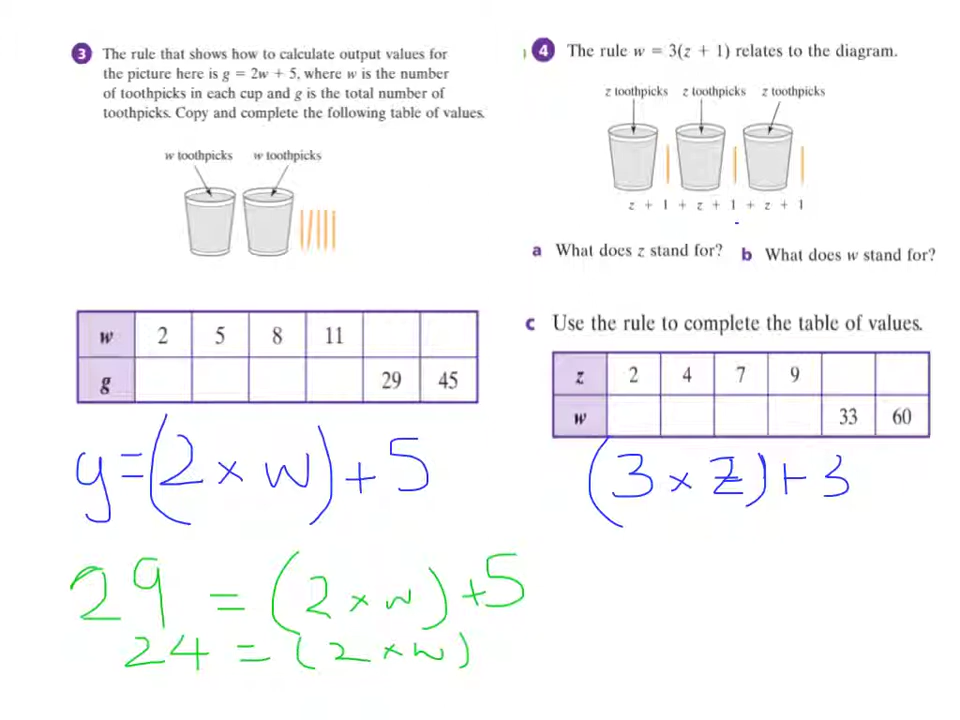 3 The rule that shows how to calculate output values for
the picture here is g = 2w + 5, where w is the number
of toothpicks in each cup and g is the total number of
toothpicks. Copy and complete the following table of values.
w toothpicks w toothpicks
w 2 5 8 11
g 29 45
y=(2 × w)+5
29 = (2 × w)+5
24 = (2 × w)
4 The rule w = 3(z + 1) relates to the diagram.
z toothpicks z toothpicks z toothpicks
z + 1 + z + 1 + z + 1
a What does z stand for? b What does w stand for?
c Use the rule to complete the table of values.
z 2 4 7 9
w 33 60
(3 × z)+3